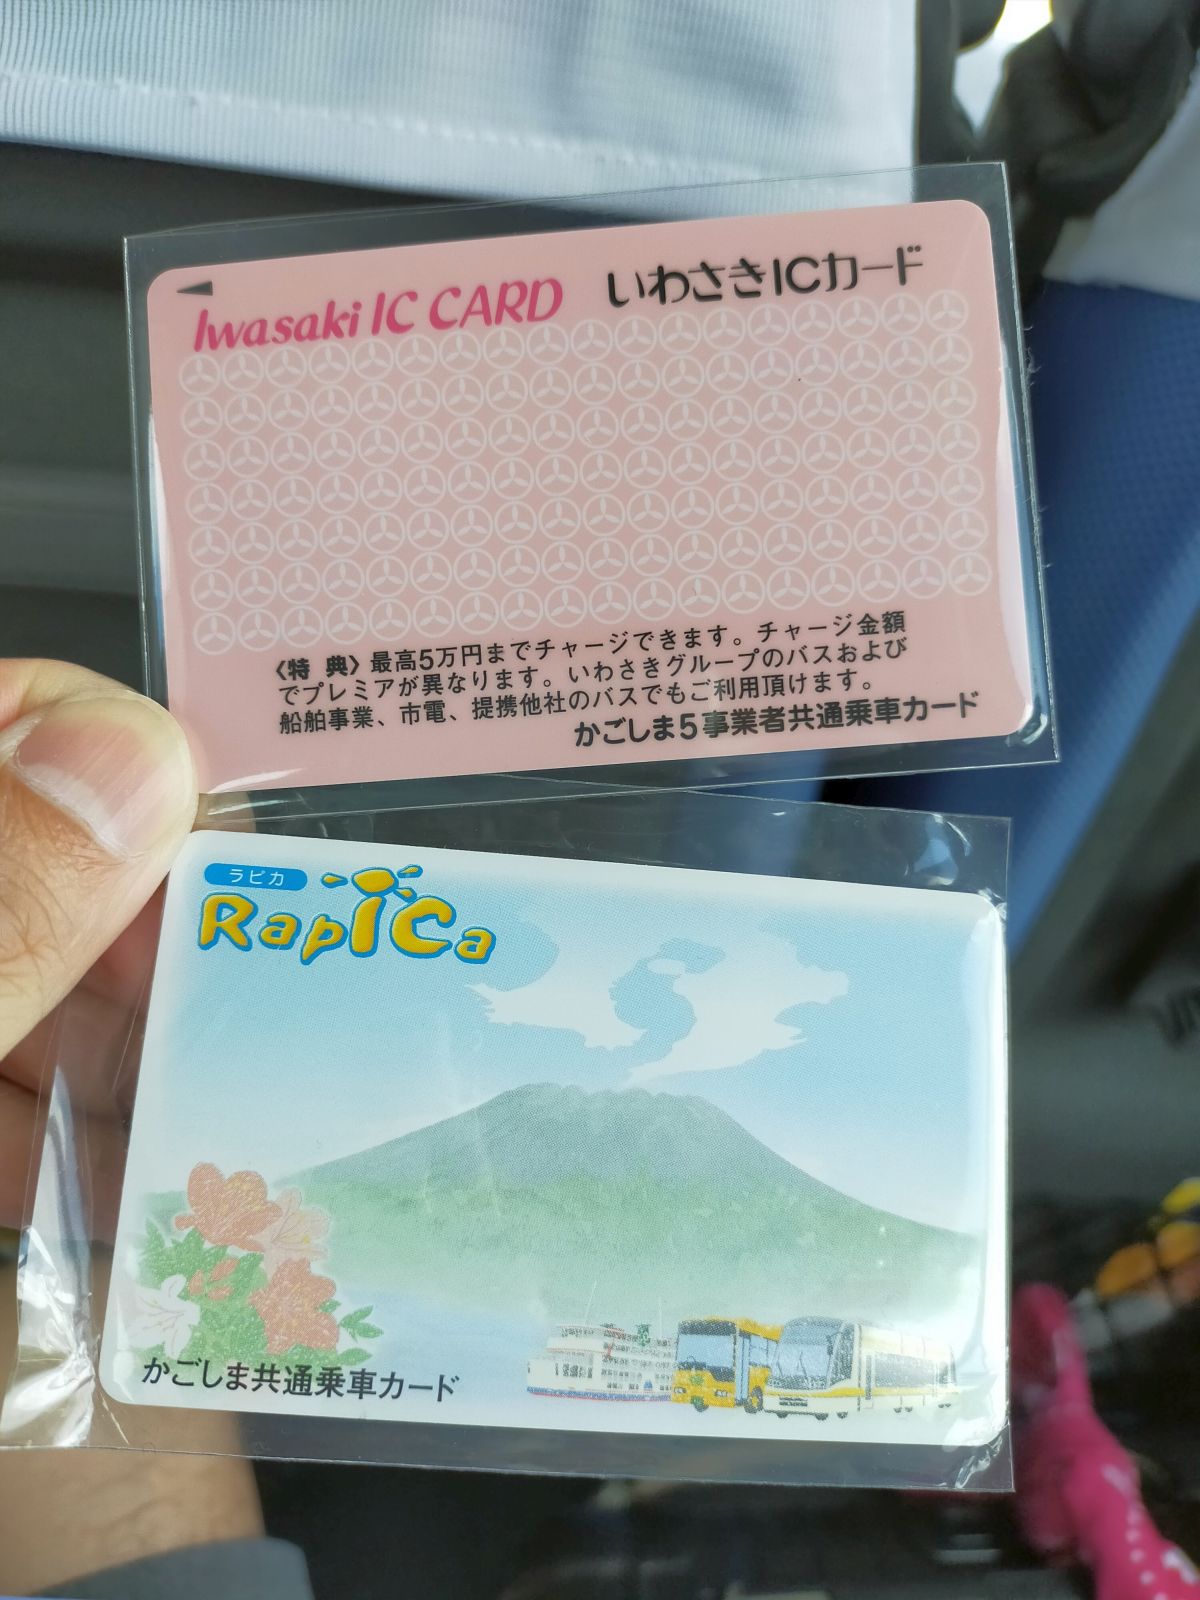 Iwasaki IC CARD いわさきICカード
〈特 典〉最高5万円までチャージできます。チャージ金額
でプレミアが異なります。いわさきグループのバスおよび
船舶事業、市電、提携他社のバスでもご利用頂けます。
かごしま5事業者共通乗車カード
ラピカ
RapiCa
かごしま共通乗車カード